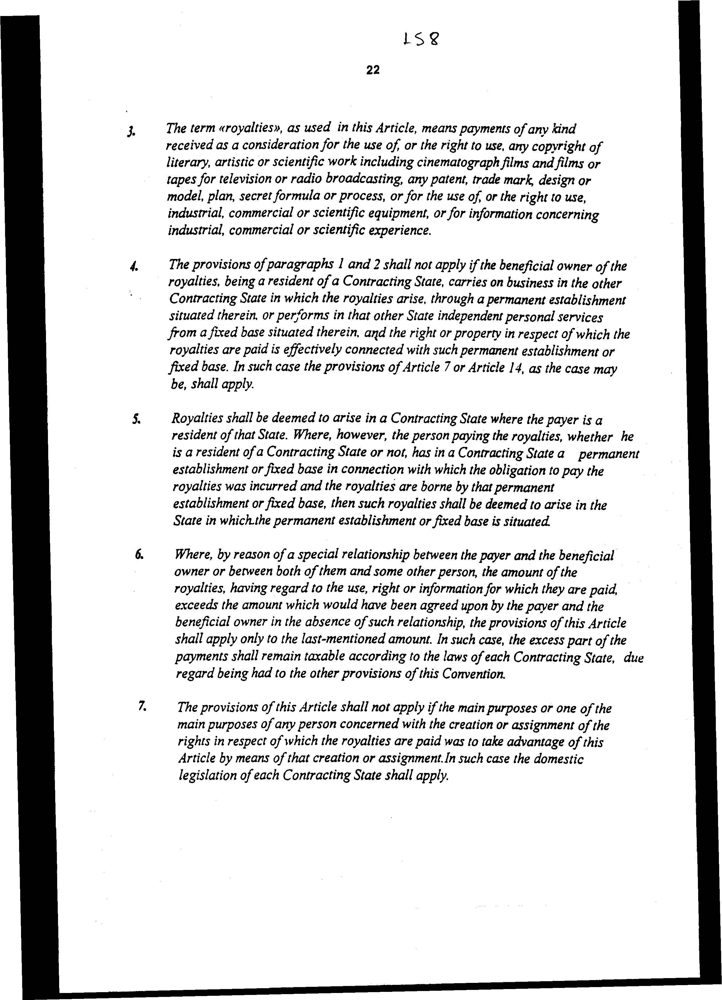 158
22
3. The term «royalties», as used in this Article, means payments of any kind
received as a consideration for the use of, or the right to use, any copyright of
literary, artistic or scientific work including cinematograph films and films or
tapes for television or radio broadcasting, any patent, trade mark, design or
model, plan, secret formula or process, or for the use of, or the right to use,
industrial, commercial or scientific equipment, or for information concerning
industrial, commercial or scientific experience.
4. The provisions of paragraphs 1 and 2 shall not apply if the beneficial owner of the
royalties, being a resident of a Contracting State, carries on business in the other
Contracting State in which the royalties arise, through a permanent establishment
situated therein, or performs in that other State independent personal services
from a fixed base situated therein, and the right or property in respect of which the
royalties are paid is effectively connected with such permanent establishment or
fixed base. In such case the provisions of Article 7 or Article 14, as the case may
be, shall apply.
5. Royalties shall be deemed to arise in a Contracting State where the payer is a
resident of that State. Where, however, the person paying the royalties, whether he
is a resident of a Contracting State or not, has in a Contracting State a permanent
establishment or fixed base in connection with which the obligation to pay the
royalties was incurred and the royalties are borne by that permanent
establishment or fixed base, then such royalties shall be deemed to arise in the
State in which the permanent establishment or fixed base is situated.
6. Where, by reason of a special relationship between the payer and the beneficial
owner or between both of them and some other person, the amount of the
royalties, having regard to the use, right or information for which they are paid,
exceeds the amount which would have been agreed upon by the payer and the
beneficial owner in the absence of such relationship, the provisions of this Article
shall apply only to the last-mentioned amount. In such case, the excess part of the
payments shall remain taxable according to the laws of each Contracting State, due
regard being had to the other provisions of this Convention.
7. The provisions of this Article shall not apply if the main purposes or one of the
main purposes of any person concerned with the creation or assignment of the
rights in respect of which the royalties are paid was to take advantage of this
Article by means of that creation or assignment.In such case the domestic
legislation of each Contracting State shall apply.